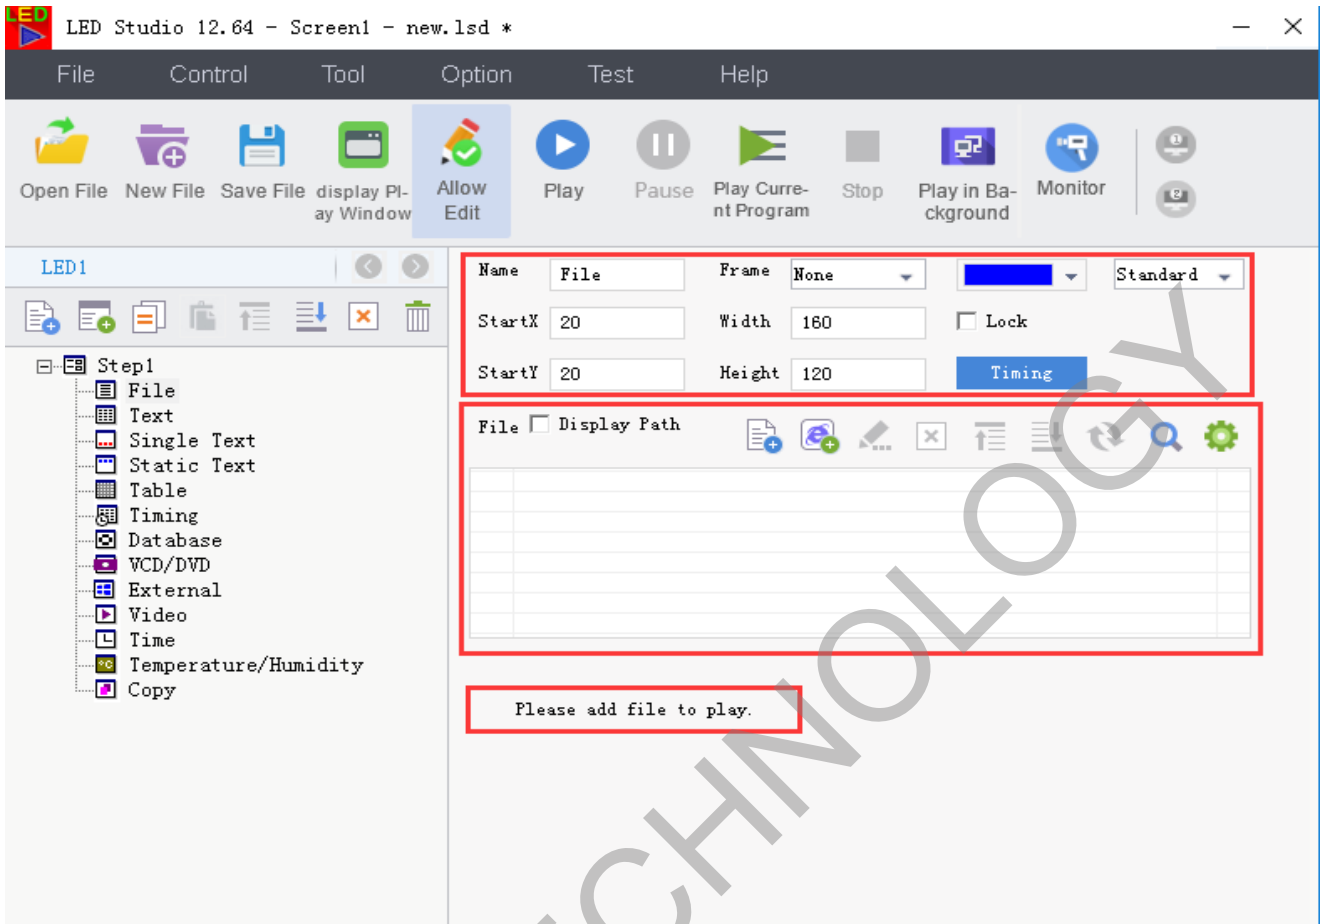 LED
LED Studio 12.64 - Screen1 - new.lsd *
File Control Tool Option Test Help
Open File New File Save File display Pl-
ay Window Allow
Edit Play Pause Play Curre-
nt Program Stop Play in Ba-
ckground Monitor 1
2
LED1
Step1
File
Text
Single Text
Static Text
Table
Timing
Database
VCD/DVD
External
Video
Time
°C Temperature/Humidity
Copy
Name File Frame None Standard
StartX 20 Width 160 Lock
StartY 20 Height 120 Timing
File Display Path
Please add file to play.
CHNOLOGY